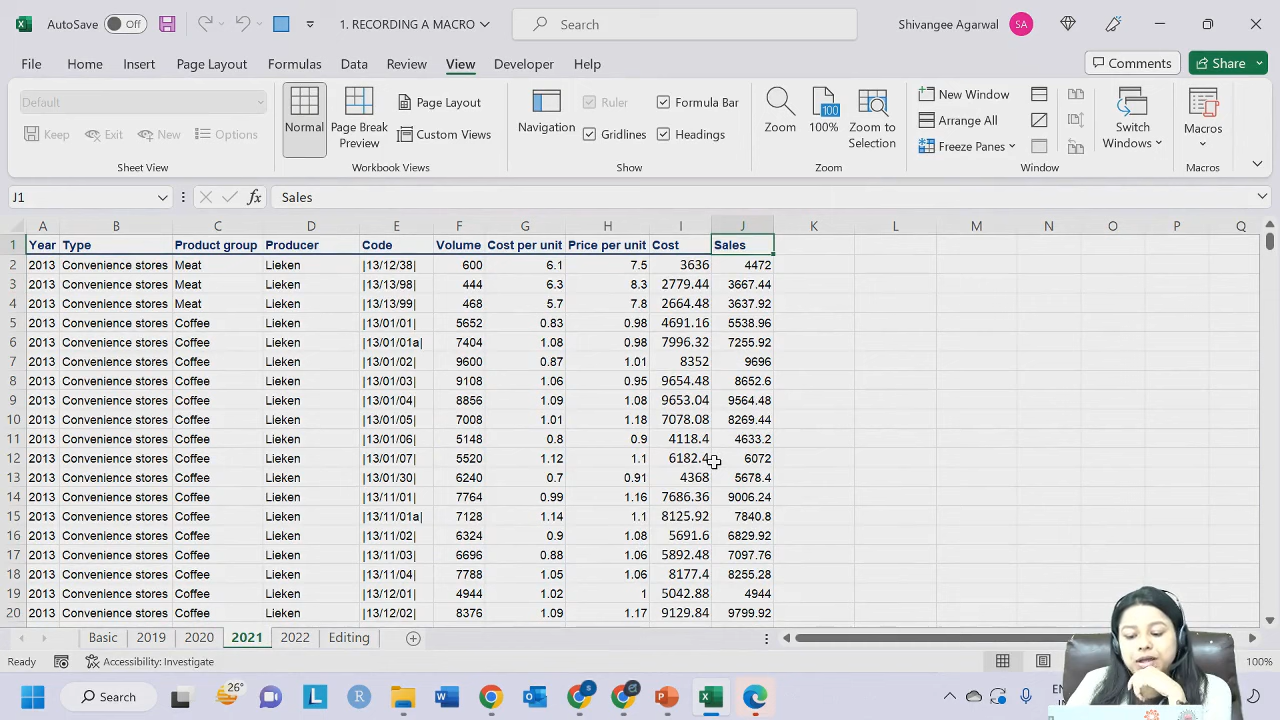 AutoSave Off 1. RECORDING A MACRO Search Shivangee Agarwal SA
File Home Insert Page Layout Formulas Data Review View Developer Help Comments Share
Default
Keep Exit New Options
Sheet View
Normal
Page Break Preview
Page Layout
Custom Views
Workbook Views
Navigation
Ruler
Gridlines
Formula Bar
Headings
Show
Zoom
100
100%
Zoom to Selection
Zoom
New Window
Arrange All
Freeze Panes
Switch Windows
Window
Macros
Macros
J1 fx Sales
A B C D E F G H I J K L M N O P Q
1 Year Type Product group Producer Code Volume Cost per unit Price per unit Cost Sales
2 2013 Convenience stores Meat Lieken |13/12/38| 600 6.1 7.5 3636 4472
3 2013 Convenience stores Meat Lieken |13/13/98| 444 6.3 8.3 2779.44 3667.44
4 2013 Convenience stores Meat Lieken |13/13/99| 468 5.7 7.8 2664.48 3637.92
5 2013 Convenience stores Coffee Lieken |13/01/01| 5652 0.83 0.98 4691.16 5538.96
6 2013 Convenience stores Coffee Lieken |13/01/01a| 7404 1.08 0.98 7996.32 7255.92
7 2013 Convenience stores Coffee Lieken |13/01/02| 9600 0.87 1.01 8352 9696
8 2013 Convenience stores Coffee Lieken |13/01/03| 9108 1.06 0.95 9654.48 8652.6
9 2013 Convenience stores Coffee Lieken |13/01/04| 8856 1.09 1.08 9653.04 9564.48
10 2013 Convenience stores Coffee Lieken |13/01/05| 7008 1.01 1.18 7078.08 8269.44
11 2013 Convenience stores Coffee Lieken |13/01/06| 5148 0.8 0.9 4118.4 4633.2
12 2013 Convenience stores Coffee Lieken |13/01/07| 5520 1.12 1.1 6182.4 6072
13 2013 Convenience stores Coffee Lieken |13/01/30| 6240 0.7 0.91 4368 5678.4
14 2013 Convenience stores Coffee Lieken |13/11/01| 7764 0.99 1.16 7686.36 9006.24
15 2013 Convenience stores Coffee Lieken |13/11/01a| 7128 1.14 1.1 8125.92 7840.8
16 2013 Convenience stores Coffee Lieken |13/11/02| 6324 0.9 1.08 5691.6 6829.92
17 2013 Convenience stores Coffee Lieken |13/11/03| 6696 0.88 1.06 5892.48 7097.76
18 2013 Convenience stores Coffee Lieken |13/11/04| 7788 1.05 1.06 8177.4 8255.28
19 2013 Convenience stores Coffee Lieken |13/12/01| 4944 1.02 1 5042.88 4944
20 2013 Convenience stores Coffee Lieken |13/12/02| 8376 1.09 1.17 9129.84 9799.92
Basic 2019 2020 2021 2022 Editing
Ready Accessibility: Investigate 100%
Search 26° L R EN